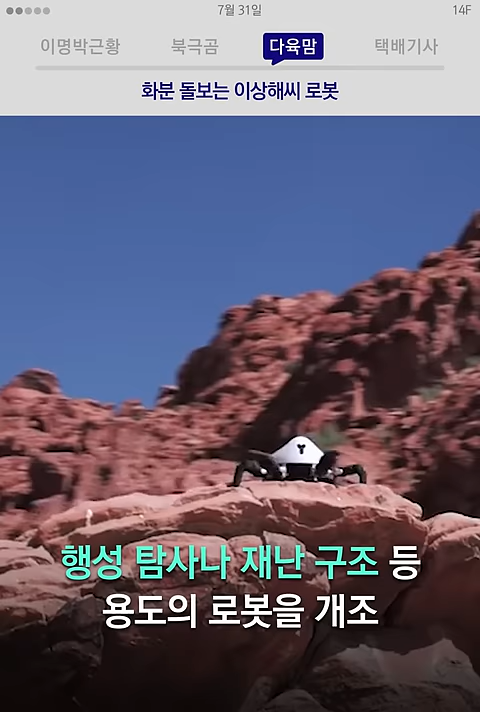 7월 31일
14F
이명박근황
북극곰
다육맘
택배기사
화분 돌보는 이상해씨 로봇
행성 탐사나 재난 구조 등
용도의 로봇을 개조